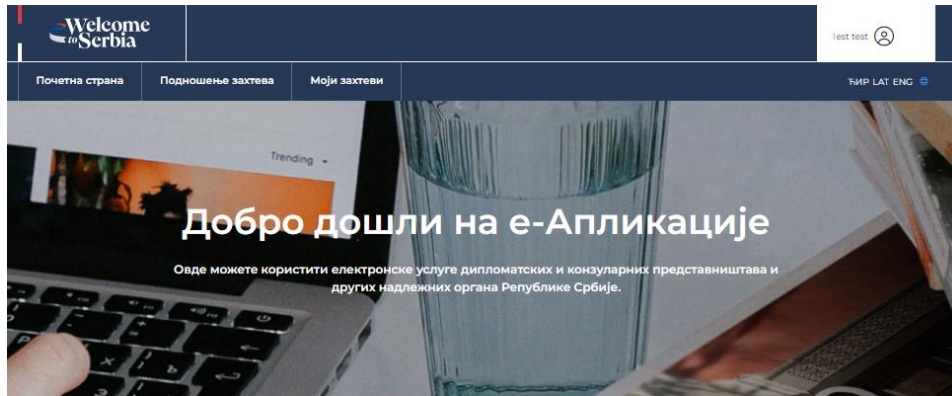 Welcome
to Serbia
Test test
Почетна страна
Подношење захтева
Моји захтеви
ЋИР LAT ENG
Trending
Добро дошли на е-Апликације
Овде можете користити електронске услуге дипломатских и конзуларних представништава и
других надлежних органа Републике Србије.